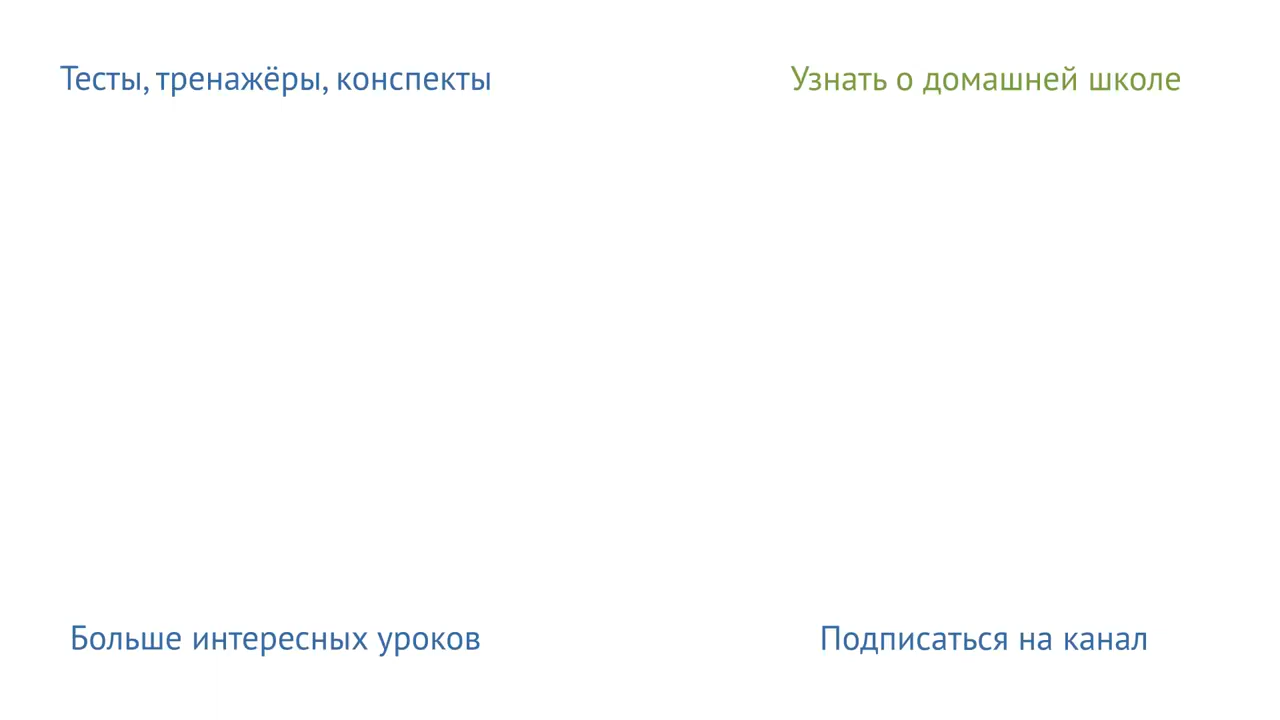 Тесты, тренажёры, конспекты
Узнать о домашней школе
Больше интересных уроков
Подписаться на канал